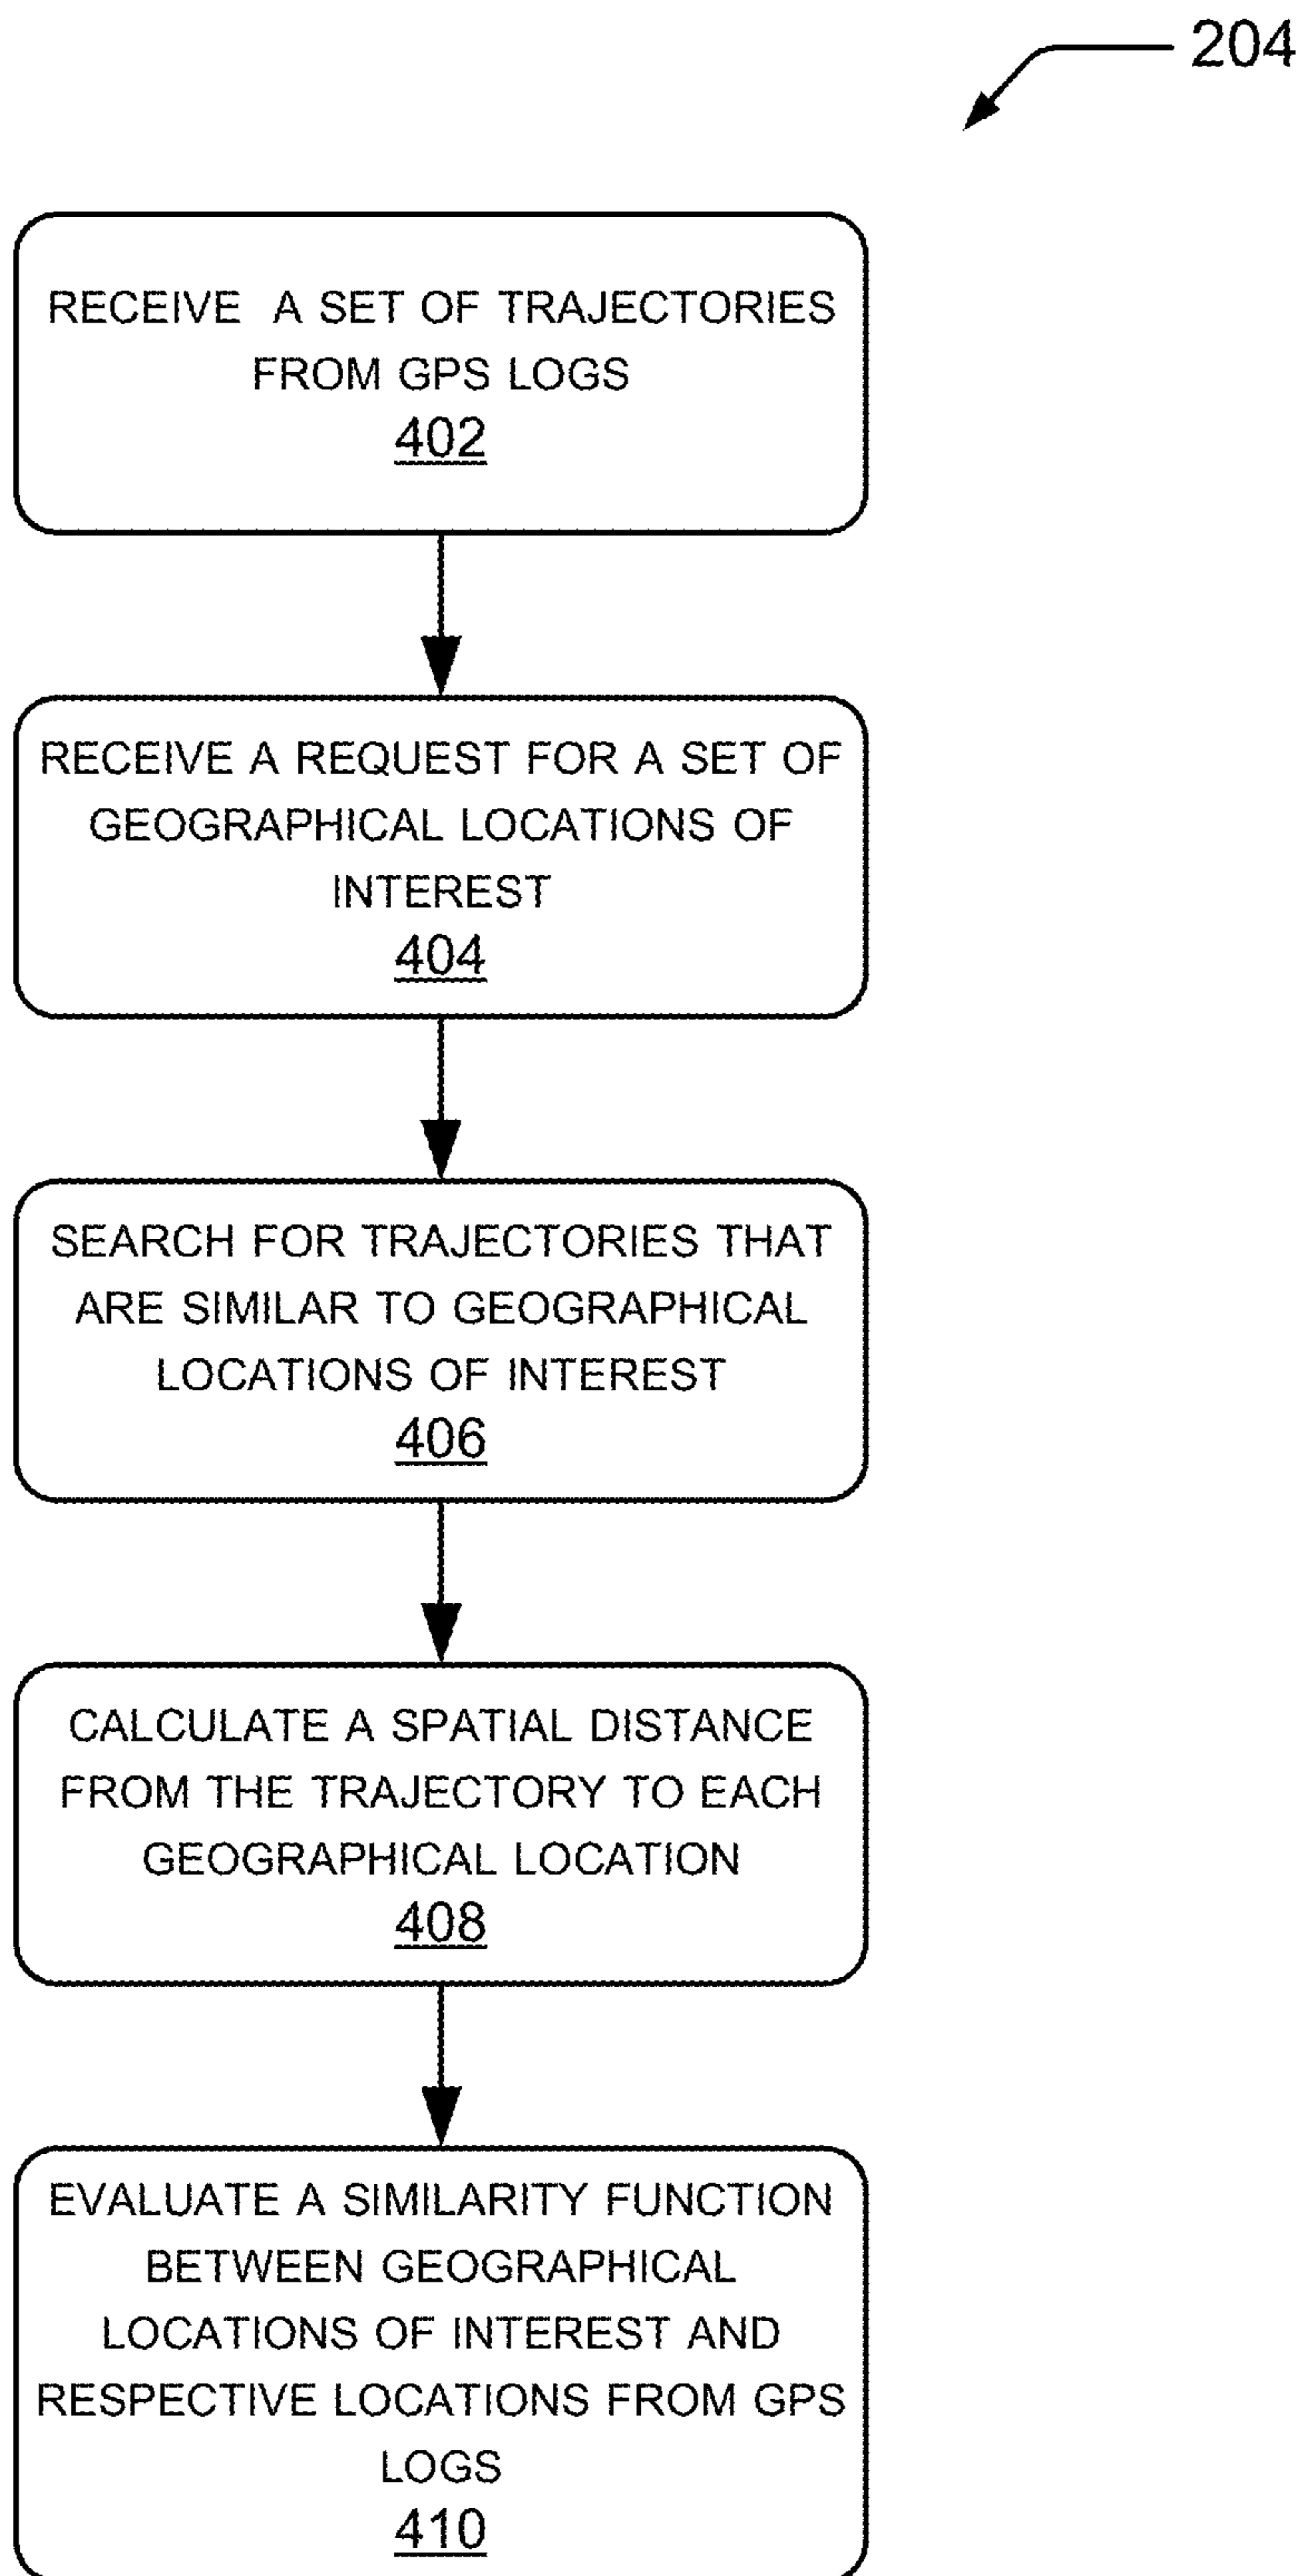 204
RECEIVE A SET OF TRAJECTORIES
FROM GPS LOGS
402
RECEIVE A REQUEST FOR A SET OF
GEOGRAPHICAL LOCATIONS OF
INTEREST
404
SEARCH FOR TRAJECTORIES THAT
ARE SIMILAR TO GEOGRAPHICAL
LOCATIONS OF INTEREST
406
CALCULATE A SPATIAL DISTANCE
FROM THE TRAJECTORY TO EACH
GEOGRAPHICAL LOCATION
408
EVALUATE A SIMILARITY FUNCTION
BETWEEN GEOGRAPHICAL
LOCATIONS OF INTEREST AND
RESPECTIVE LOCATIONS FROM GPS
LOGS
410